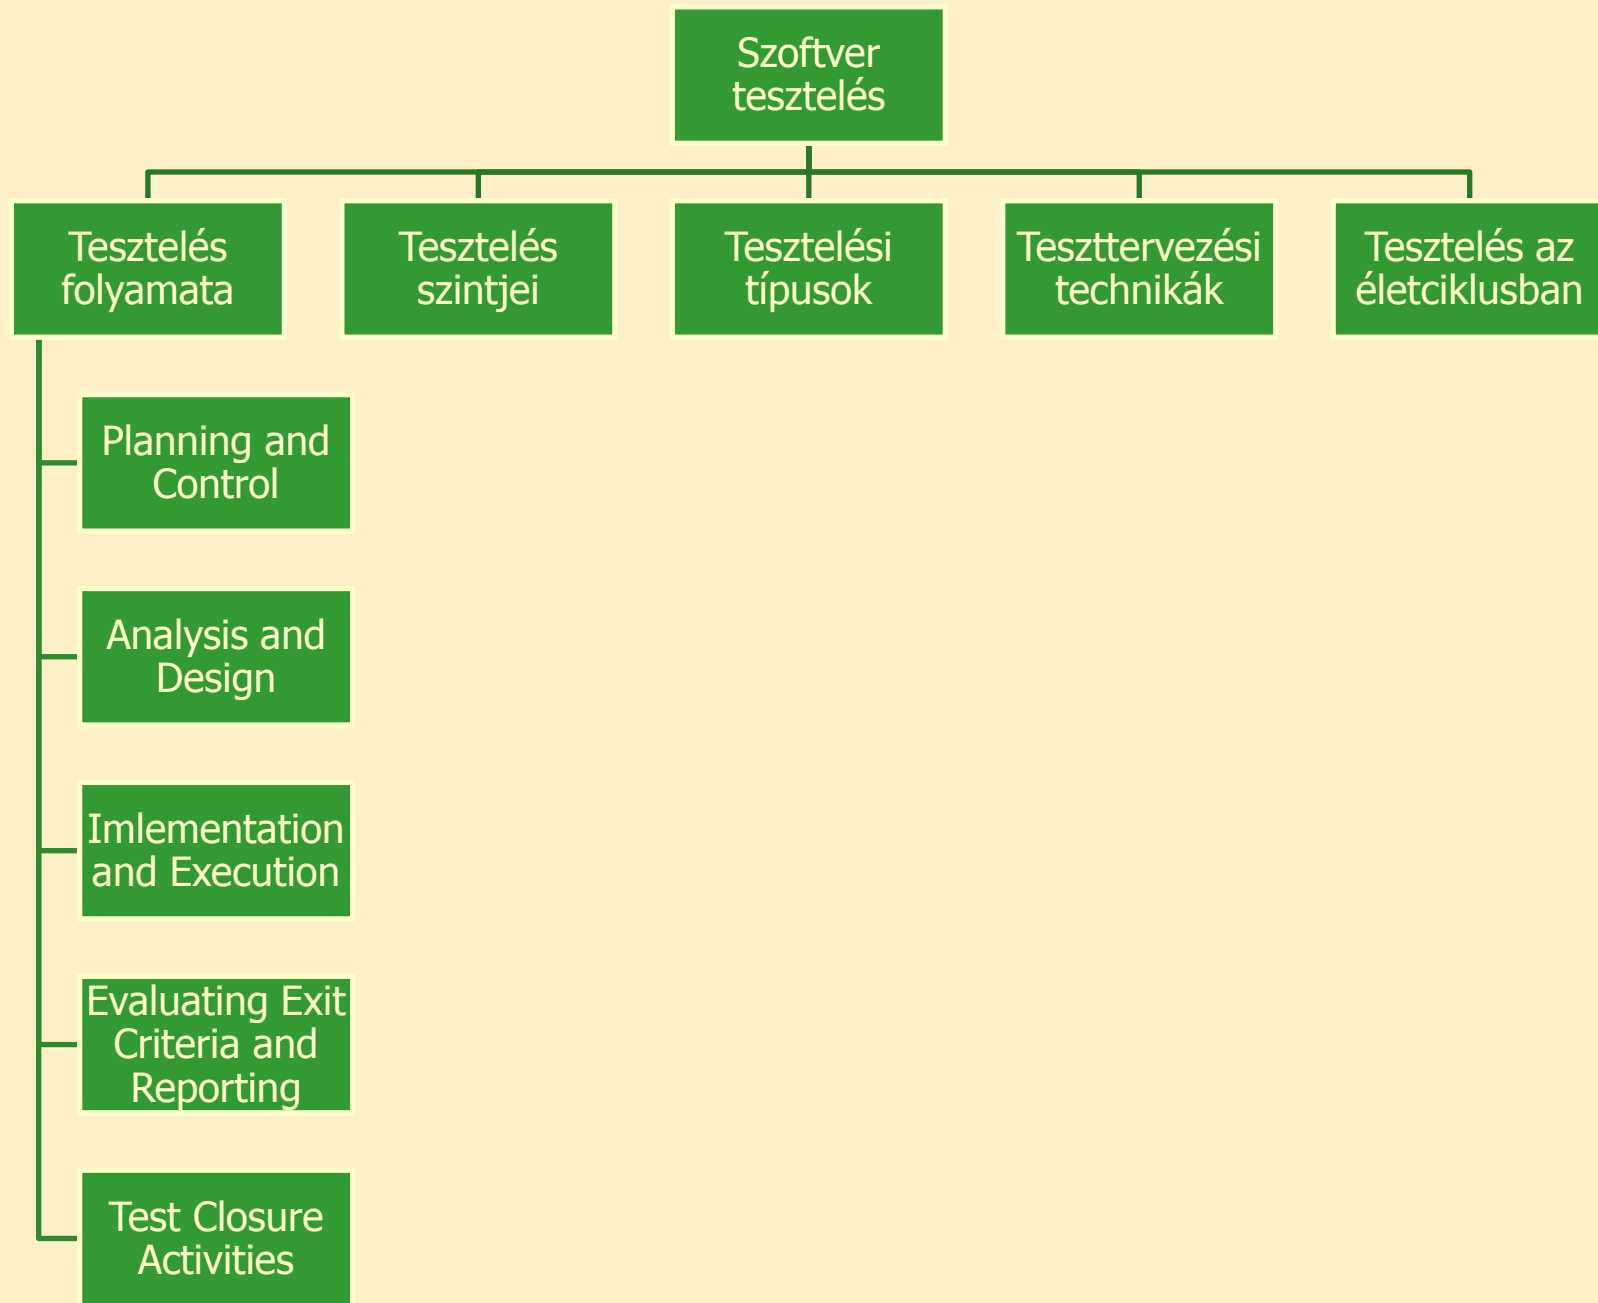 Szoftver
tesztelés
Tesztelés
folyamata
Tesztelés
szintjei
Tesztelési
típusok
Teszttervezési
technikák
Tesztelés az
életciklusban
Planning and
Control
Analysis and
Design
Imlementation
and Execution
Evaluating Exit
Criteria and
Reporting
Test Closure
Activities